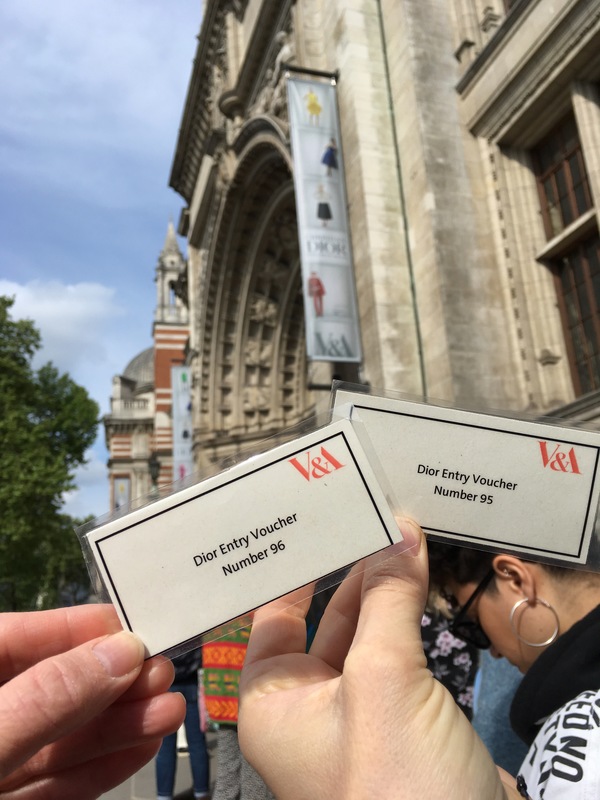 DIOR
V&A
V&A
Dior Entry Voucher
Number 96
V&A
Dior Entry Voucher
Number 95